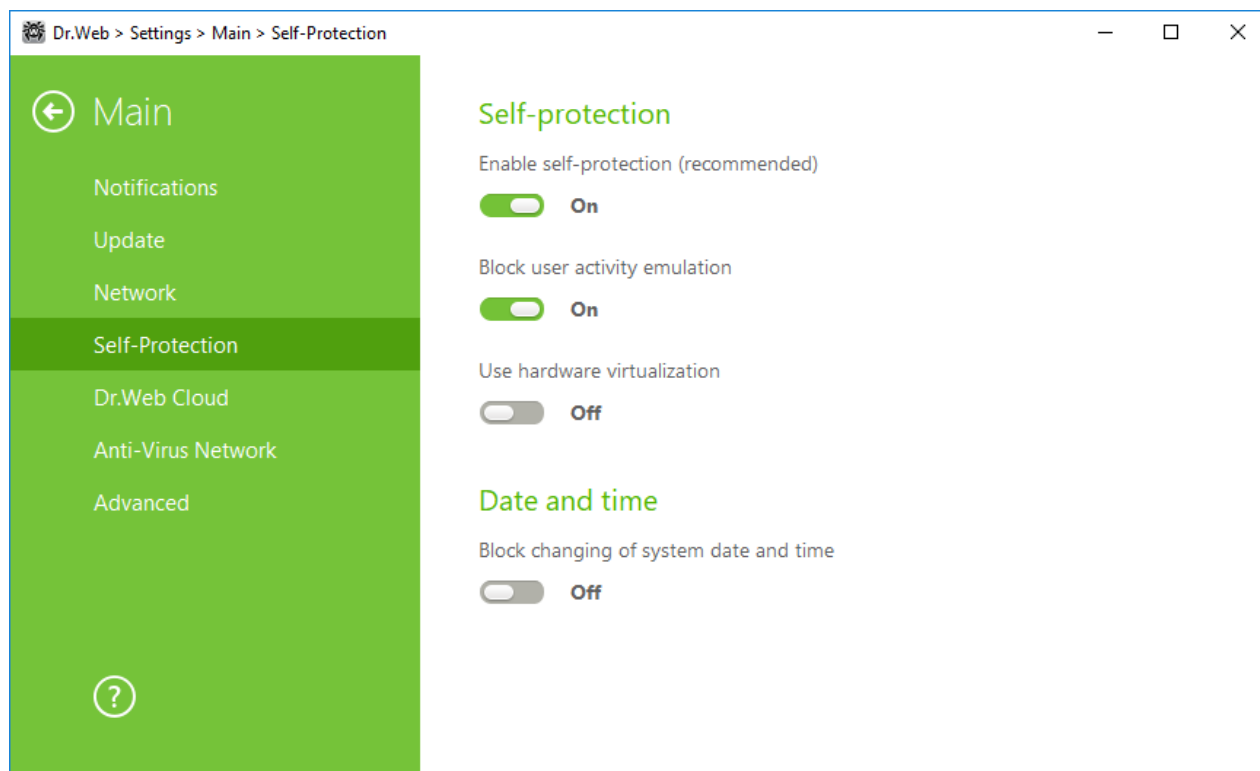 Dr.Web > Settings > Main > Self-Protection
Main
Notifications
Update
Network
Self-Protection
Dr.Web Cloud
Anti-Virus Network
Advanced
?
Self-protection
Enable self-protection (recommended)
On
Block user activity emulation
On
Use hardware virtualization
Off
Date and time
Block changing of system date and time
Off